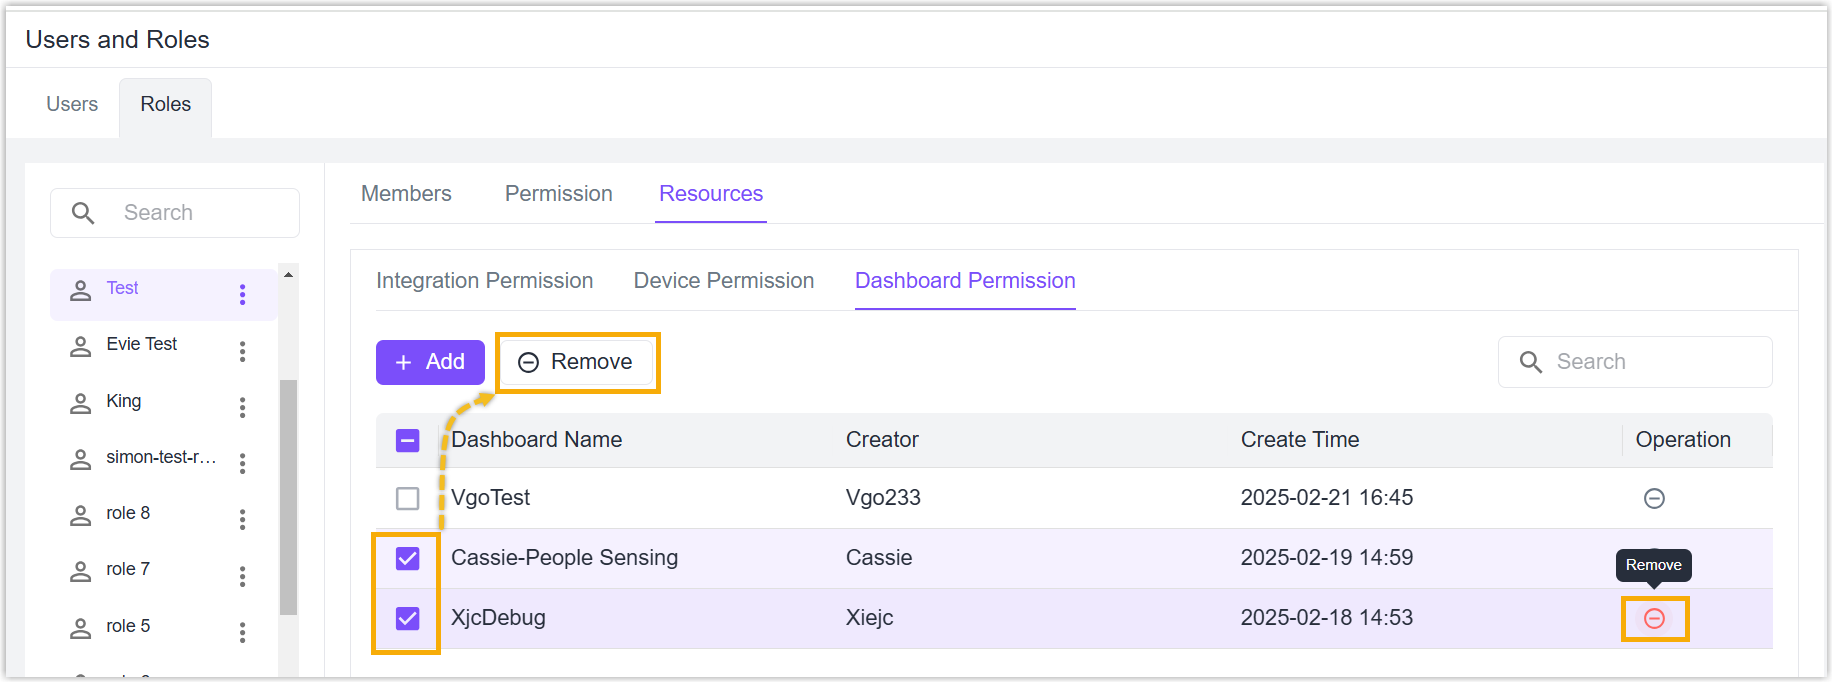 Users and Roles
Users
Roles
Search
Test
Evie Test
King
simon-test-r...
role 8
role 7
role 5
Members
Permission
Resources
Integration Permission
Device Permission
Dashboard Permission
Add
Remove
Search
Dashboard Name
Creator
Create Time
Operation
VgoTest
Vgo233
2025-02-21 16:45
Cassie-People Sensing
Cassie
2025-02-19 14:59
Remove
XjcDebug
Xiejc
2025-02-18 14:53